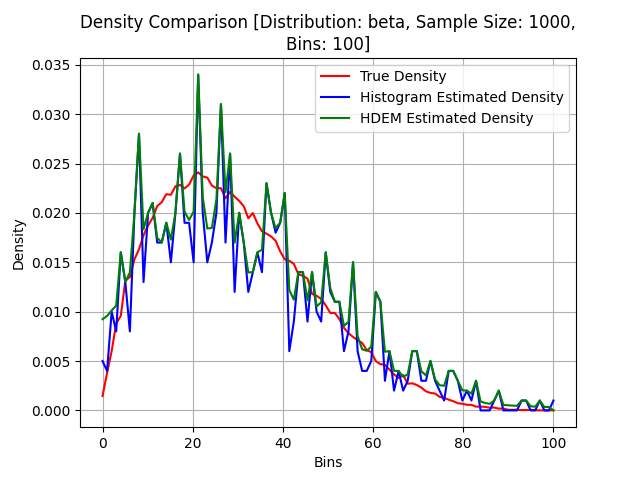 Density Comparison [Distribution: beta, Sample Size: 1000,
Bins: 100]
True Density
Histogram Estimated Density
HDEM Estimated Density
Density
0.035
0.030
0.025
0.020
0.015
0.010
0.005
0.000
0 20 40 60 80 100
Bins